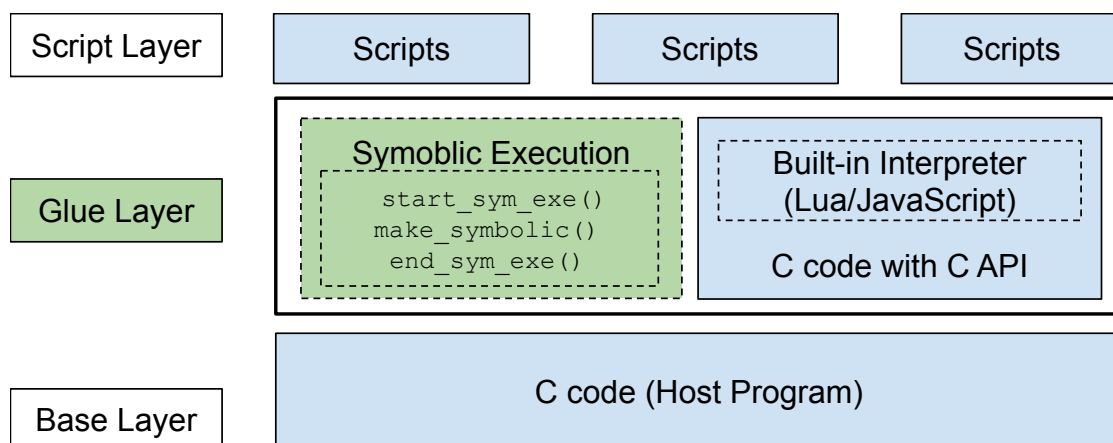 Script Layer
Scripts
Scripts
Scripts
Glue Layer
Symoblic Execution
start_sym_exe()
make_symbolic()
end_sym_exe()
Built-in Interpreter
(Lua/JavaScript)
C code with C API
Base Layer
C code (Host Program)